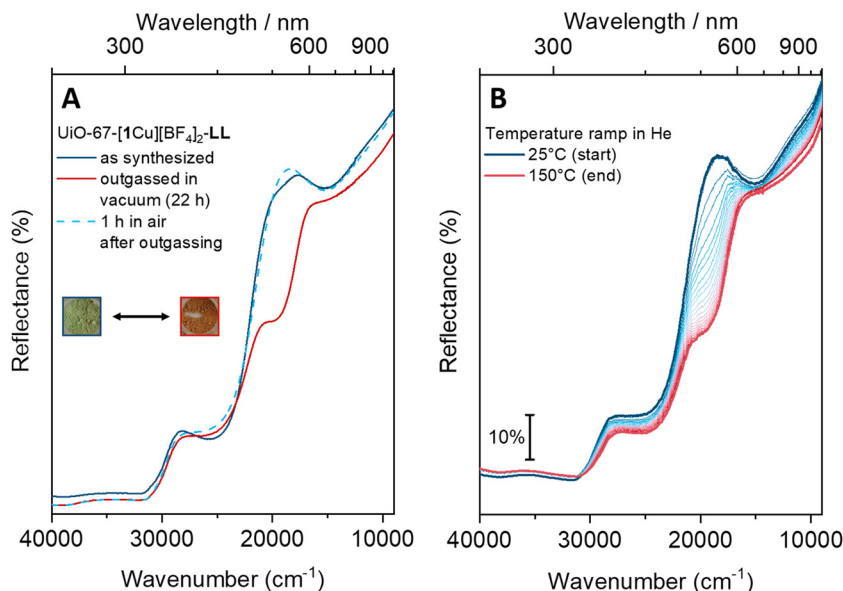 Wavelength / nm
300
600
900
A
UiO-67-[1Cu][BF₄]₂-LL
as synthesized
outgassed in
vacuum (22 h)
1 h in air
after outgassing
Reflectance (%)
40000
30000
20000
10000
Wavenumber (cm⁻¹)
Wavelength / nm
300
600
900
B
Temperature ramp in He
25°C (start)
150°C (end)
Reflectance (%)
10%
40000
30000
20000
10000
Wavenumber (cm⁻¹)